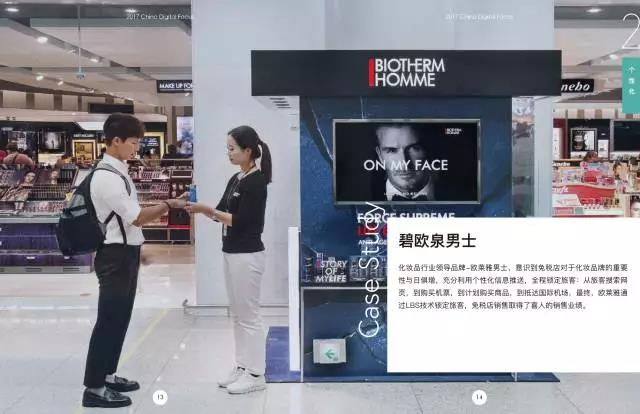 2017 China Digital Focus
2017 China Digital Focus
2
个
性
化
MAKE UP FOR
BIOTHERM
HOMME
BIOTHERM
HOMME
ON MY FACE
FORCE SUPREME
STORY
OF
MY LIFE
Case Study
碧欧泉男士
化妆品行业领导品牌-欧莱雅男士，意识到免税店对于化妆品品牌的重要
性与日俱增，充分利用个性化信息推送，全程锁定旅客：从旅客搜索网
页，到购买机票，到计划购买商品，到抵达国际机场，最终，欧莱雅通
过LBS技术锁定旅客，免税店销售取得了喜人的销售业绩。
13
14